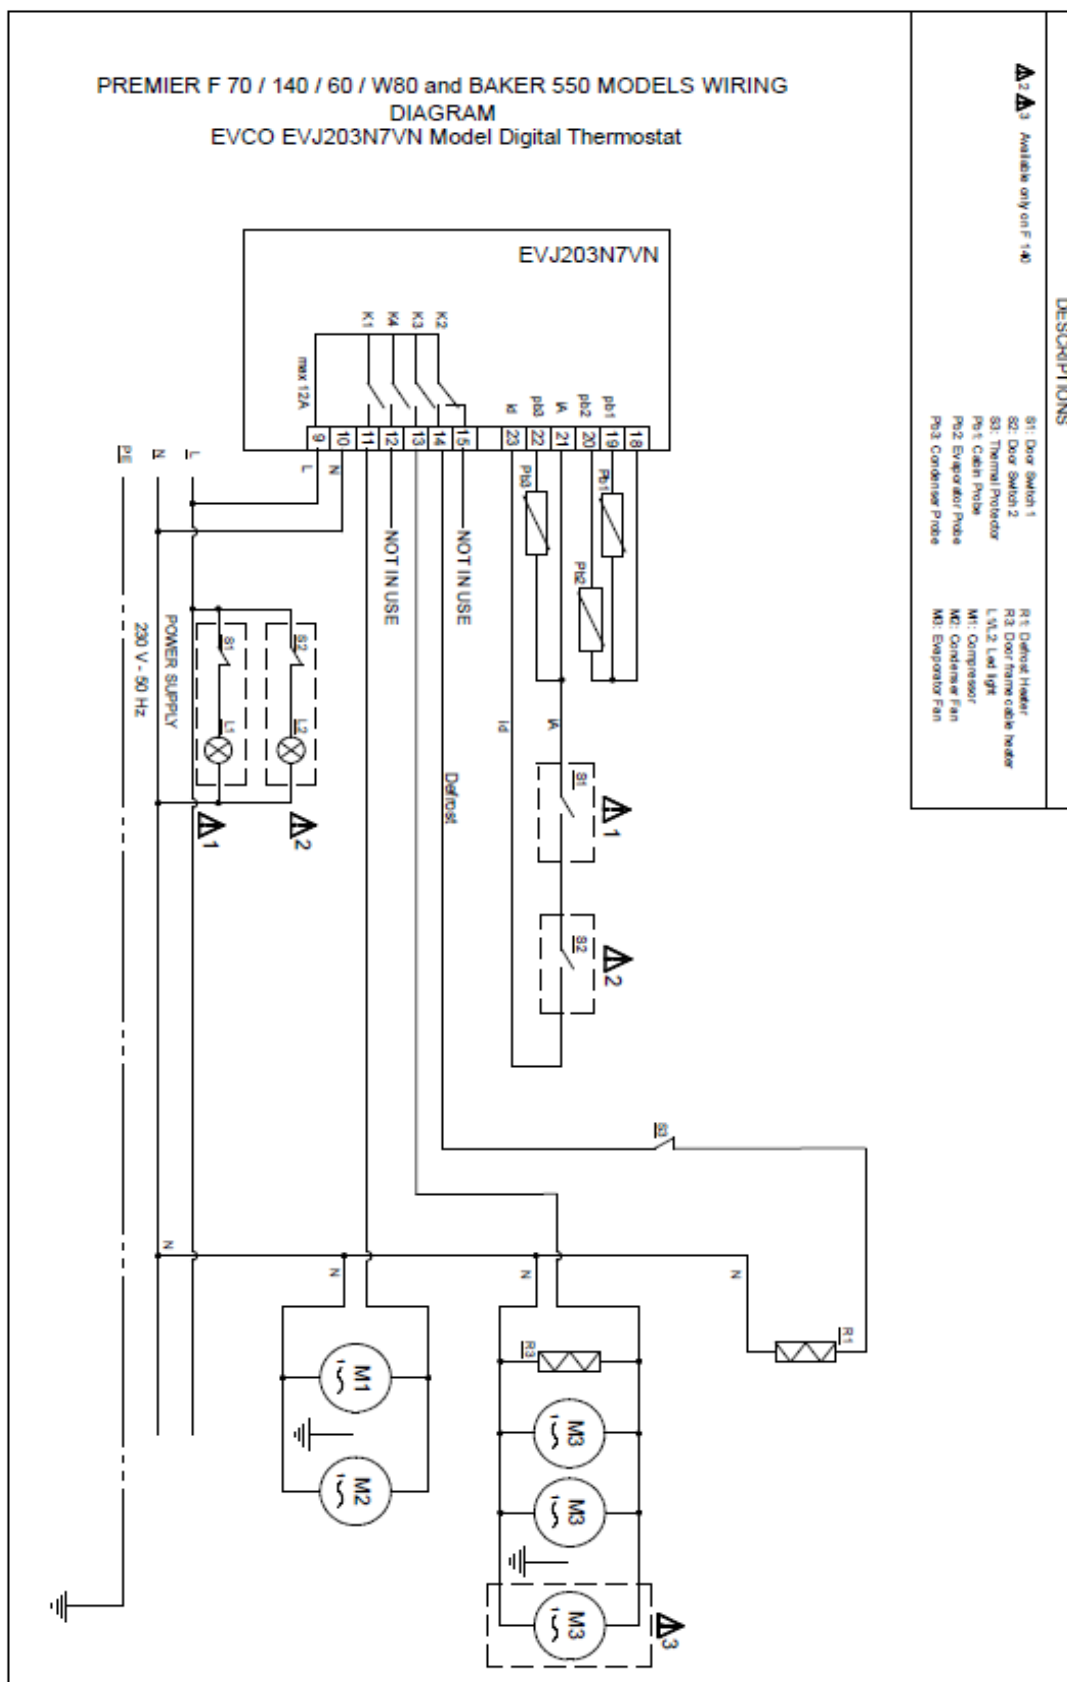 PREMIER F 70 / 140 / 60 / W80 and BAKER 550 MODELS WIRING
DIAGRAM
EVCO EVJ203N7VN Model Digital Thermostat
DESCRIPTIONS
2 3 Available only on F 140
S1: Door Switch 1
S2: Door Switch 2
S3: Thermal Protector
Pb1: Cabin Probe
Pb2: Evaporator Probe
Pb3: Condenser Probe
R1: Defrost Heater
R3: Door frame cable heater
L1/L2: Led light
M1: Compressor
M2: Condenser Fan
M3: Evaporator Fan
EVJ203N7VN
K1
K4
K3
K2
max 12A
id
pb3
IA
pb2
pb1
9
10
11
12
13
14
15
23
22
21
20
19
18
L
N
PE
N
L
NOT IN USE
NOT IN USE
Pb3
Pb2
Pb1
POWER SUPPLY
230 V - 50 Hz
S1
L1
1
S2
L2
2
Defrost
id
IA
S1
1
S2
2
S3
N
N
N
N
R1
R3
M1
M2
M3
M3
M3
3